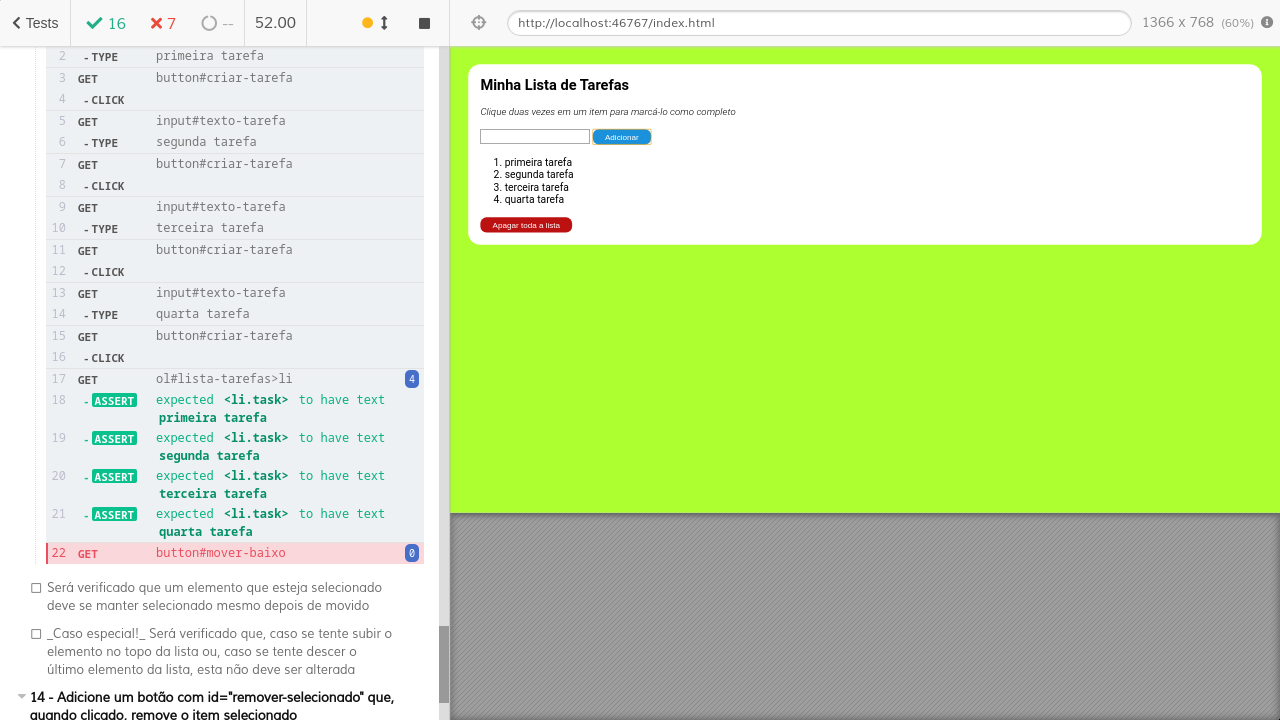 Tests
16
7
--
52.00
http://localhost:46767/index.html
1366 x 768 (60%)
2 -TYPE primeira tarefa
3 GET button#criar-tarefa
4 -CLICK
5 GET input#texto-tarefa
6 -TYPE segunda tarefa
7 GET button#criar-tarefa
8 -CLICK
9 GET input#texto-tarefa
10 -TYPE terceira tarefa
11 GET button#criar-tarefa
12 -CLICK
13 GET input#texto-tarefa
14 -TYPE quarta tarefa
15 GET button#criar-tarefa
16 -CLICK
17 GET ol#lista-tarefas>li 4
18 -ASSERT expected <li.task> to have text
primeira tarefa
19 -ASSERT expected <li.task> to have text
segunda tarefa
20 -ASSERT expected <li.task> to have text
terceira tarefa
21 -ASSERT expected <li.task> to have text
quarta tarefa
22 GET button#mover-baixo 0
Será verificado que um elemento que esteja selecionado
deve se manter selecionado mesmo depois de movido
_Caso especial!_ Será verificado que, caso se tente subir o
elemento no topo da lista ou, caso se tente descer o
último elemento da lista, esta não deve ser alterada
14 - Adicione um botão com id="remover-selecionado" que,
quando clicado, remove o item selecionado
Minha Lista de Tarefas
Clique duas vezes em um item para marcá-lo como completo
Adicionar
1. primeira tarefa
2. segunda tarefa
3. terceira tarefa
4. quarta tarefa
Apagar toda a lista